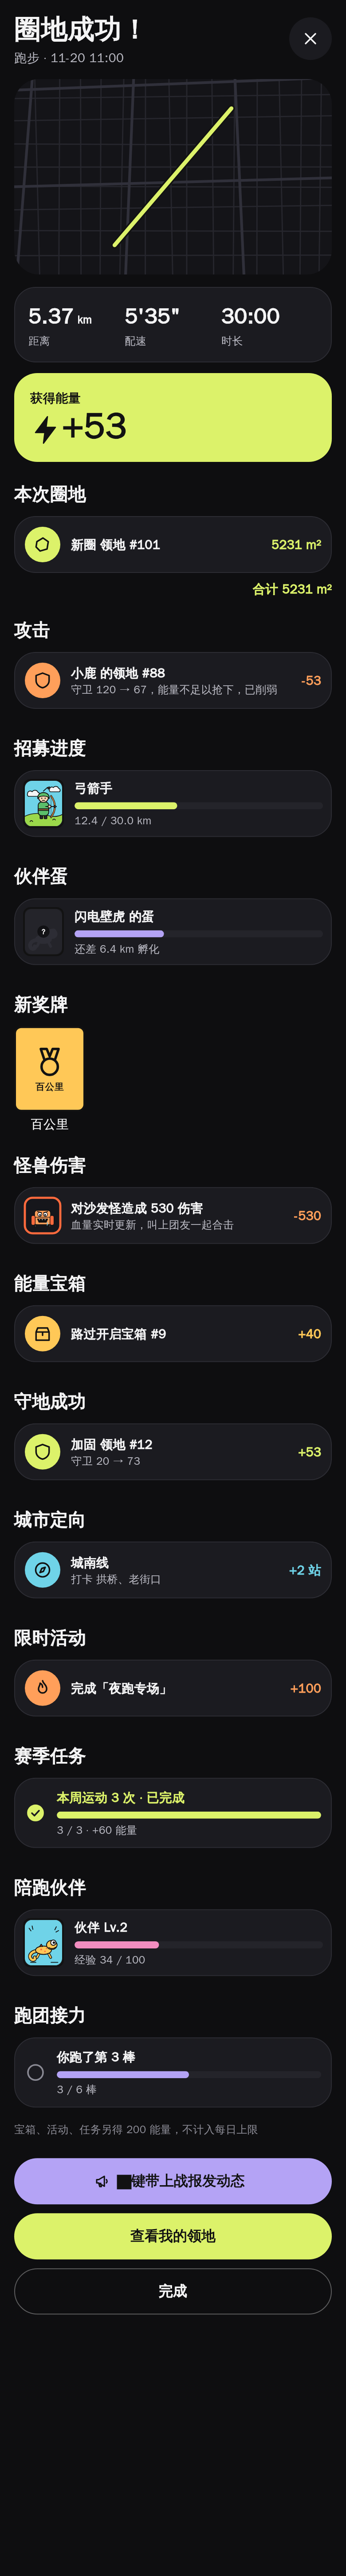 圈地成功！
跑步 · 11-20 11:00
5.37 km
距离
5'35"
配速
30:00
时长
获得能量
+53
本次圈地
新圈 领地 #101
5231 m²
合计 5231 m²
攻击
小鹿 的领地 #88
守卫 120 → 67，能量不足以抢下，已削弱
-53
招募进度
弓箭手
12.4 / 30.0 km
伙伴蛋
?
闪电壁虎 的蛋
还差 6.4 km 孵化
新奖牌
百公里
百公里
怪兽伤害
对沙发怪造成 530 伤害
血量实时更新，叫上团友一起合击
-530
能量宝箱
路过开启宝箱 #9
+40
守地成功
加固 领地 #12
守卫 20 → 73
+53
城市定向
城南线
打卡 拱桥、老街口
+2 站
限时活动
完成「夜跑专场」
+100
赛季任务
本周运动 3 次 · 已完成
3 / 3 · +60 能量
陪跑伙伴
伙伴 Lv.2
经验 34 / 100
跑团接力
你跑了第 3 棒
3 / 6 棒
宝箱、活动、任务另得 200 能量，不计入每日上限
键带上战报发动态
查看我的领地
完成